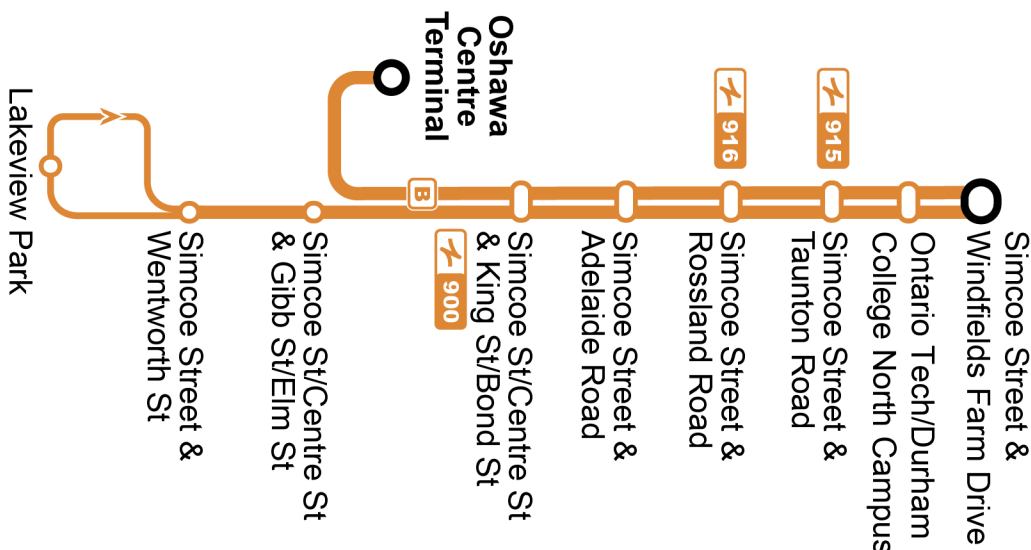 Simcoe Street &
Windfields Farm Drive
Ontario Tech/Durham
College North Campus
915
Simcoe Street &
Taunton Road
916
Simcoe Street &
Rossland Road
Simcoe Street &
Adelaide Road
Simcoe St/Centre St
& King St/Bond St
900
Oshawa
Centre
Terminal
B
Simcoe St/Centre St
& Gibb St/Elm St
Simcoe Street &
Wentworth St
Lakeview Park